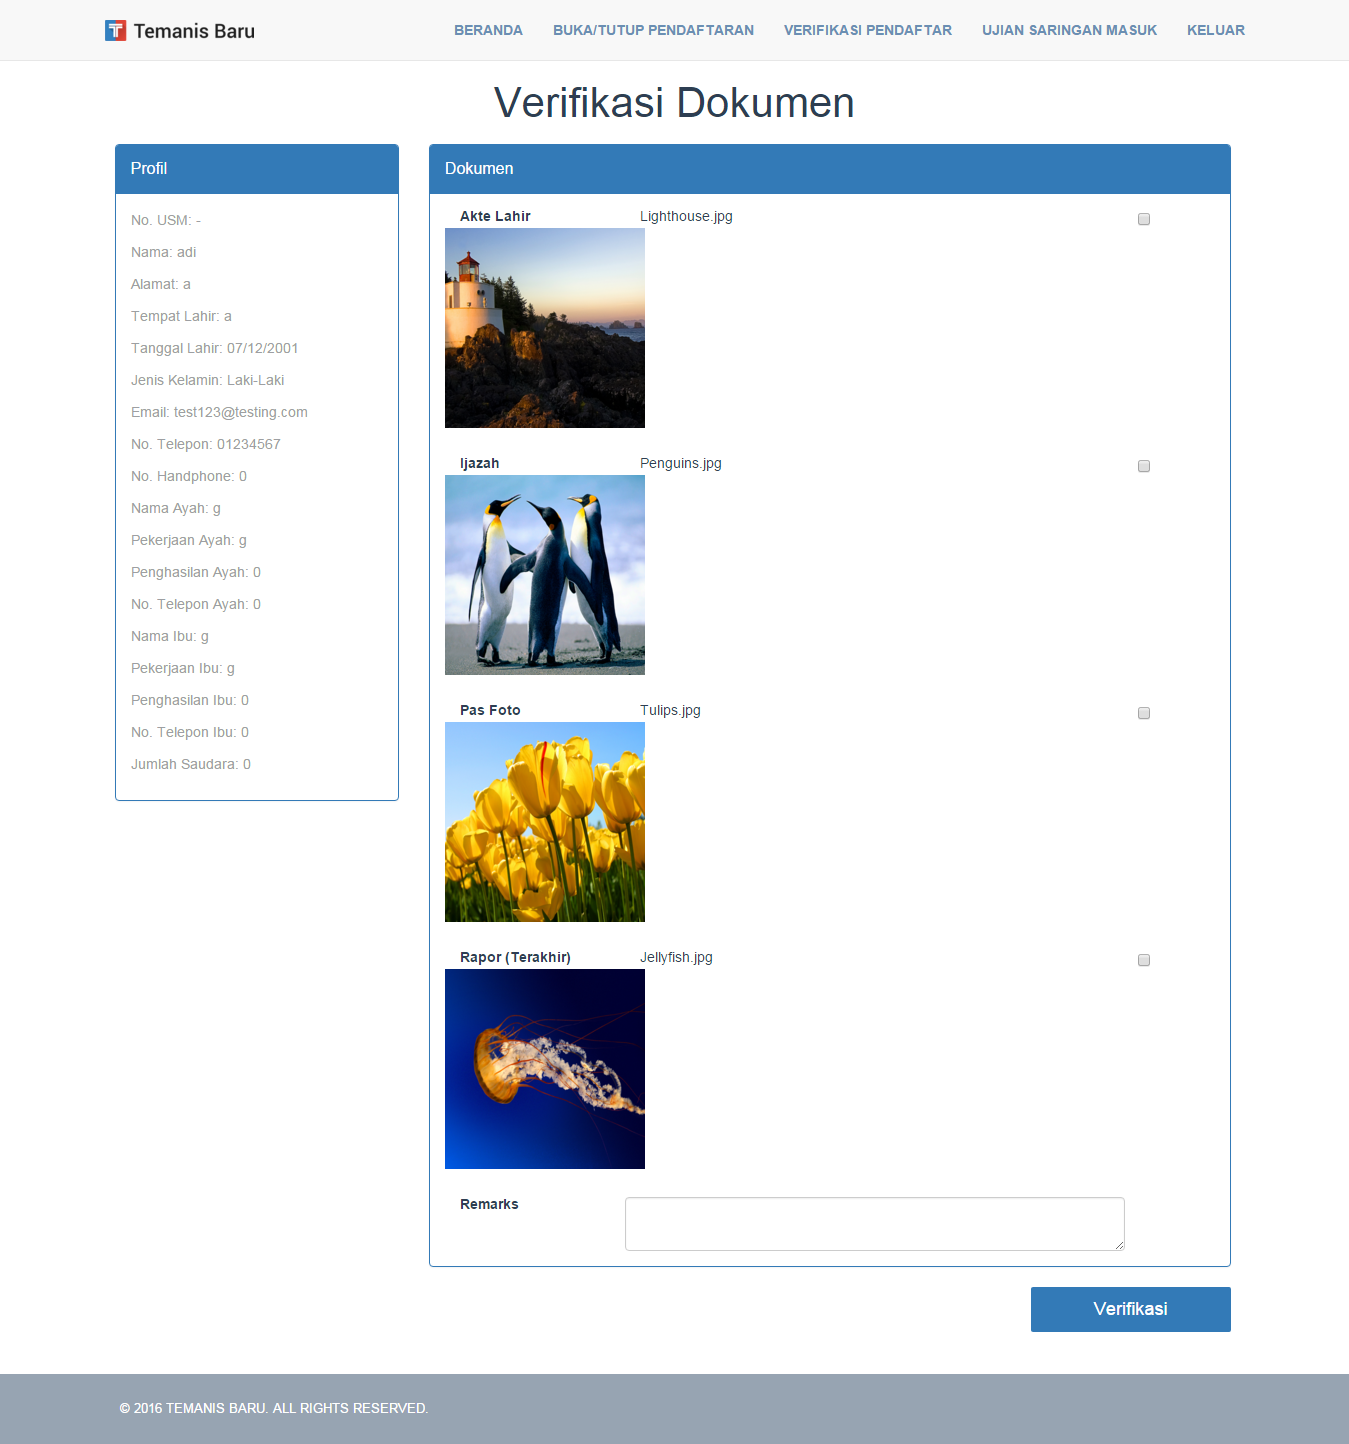 Temanis Baru
BERANDA BUKA/TUTUP PENDAFTARAN VERIFIKASI PENDAFTAR UJIAN SARINGAN MASUK KELUAR
Verifikasi Dokumen
Profil
No. USM: -
Nama: adi
Alamat: a
Tempat Lahir: a
Tanggal Lahir: 07/12/2001
Jenis Kelamin: Laki-Laki
Email: test123@testing.com
No. Telepon: 01234567
No. Handphone: 0
Nama Ayah: g
Pekerjaan Ayah: g
Penghasilan Ayah: 0
No. Telepon Ayah: 0
Nama Ibu: g
Pekerjaan Ibu: g
Penghasilan Ibu: 0
No. Telepon Ibu: 0
Jumlah Saudara: 0
Dokumen
Akte Lahir Lighthouse.jpg
Ijazah Penguins.jpg
Pas Foto Tulips.jpg
Rapor (Terakhir) Jellyfish.jpg
Remarks
Verifikasi
© 2016 TEMANIS BARU. ALL RIGHTS RESERVED.